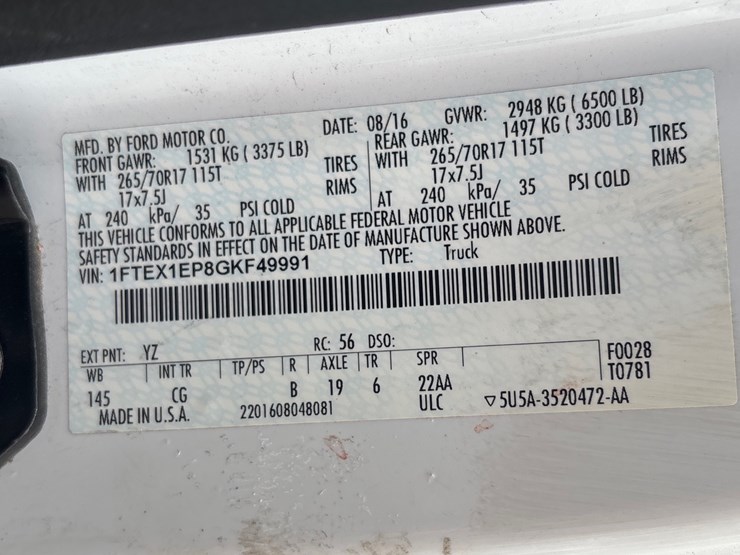 MFD. BY FORD MOTOR CO.
DATE: 08/16 GVWR: 2948 KG ( 6500 LB)
FRONT GAWR: 1531 KG ( 3375 LB)
WITH 265/70R17 115T TIRES
17x7.5J RIMS
AT 240 kPa/ 35 PSI COLD
REAR GAWR: 1497 KG ( 3300 LB)
WITH 265/70R17 115T TIRES
17x7.5J RIMS
AT 240 kPa/ 35 PSI COLD
THIS VEHICLE CONFORMS TO ALL APPLICABLE FEDERAL MOTOR VEHICLE
SAFETY STANDARDS IN EFFECT ON THE DATE OF MANUFACTURE SHOWN ABOVE.
VIN: 1FTEX1EP8GKF49991 TYPE: Truck
EXT PNT: YZ RC: 56 DSO:
WB INT TR TP/PS R AXLE TR SPR F0028
145 CG B 19 6 22AA T0781
MADE IN U.S.A. 2201608048081 ULC ▽5U5A-3520472-AA